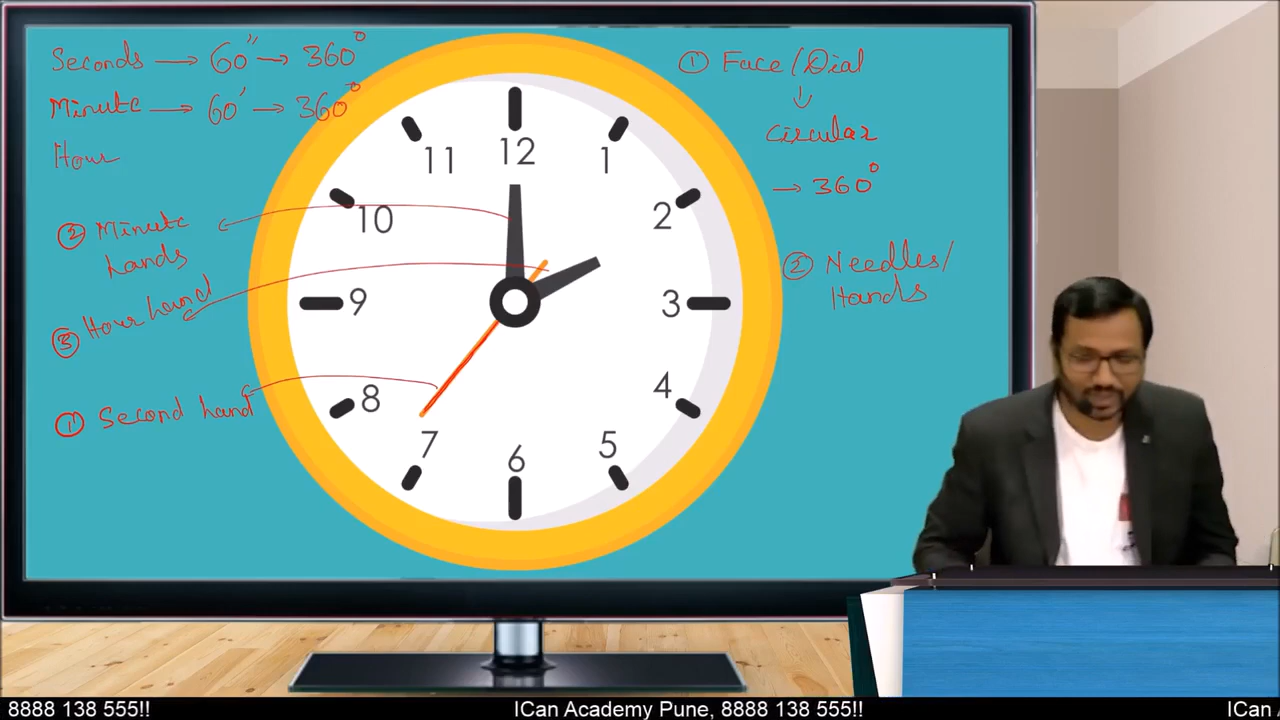 Seconds → 60" → 360°
Minute → 60' → 360°
Hour
② Minute
hands
③ Hour hand
① Second hand
12
1
2
3
4
5
6
7
8
9
10
11
① Face/Dial
↓
Circular
→ 360°
② Needles/
Hands
8888 138 555!!
ICan Academy Pune, 8888 138 555!!
ICan A